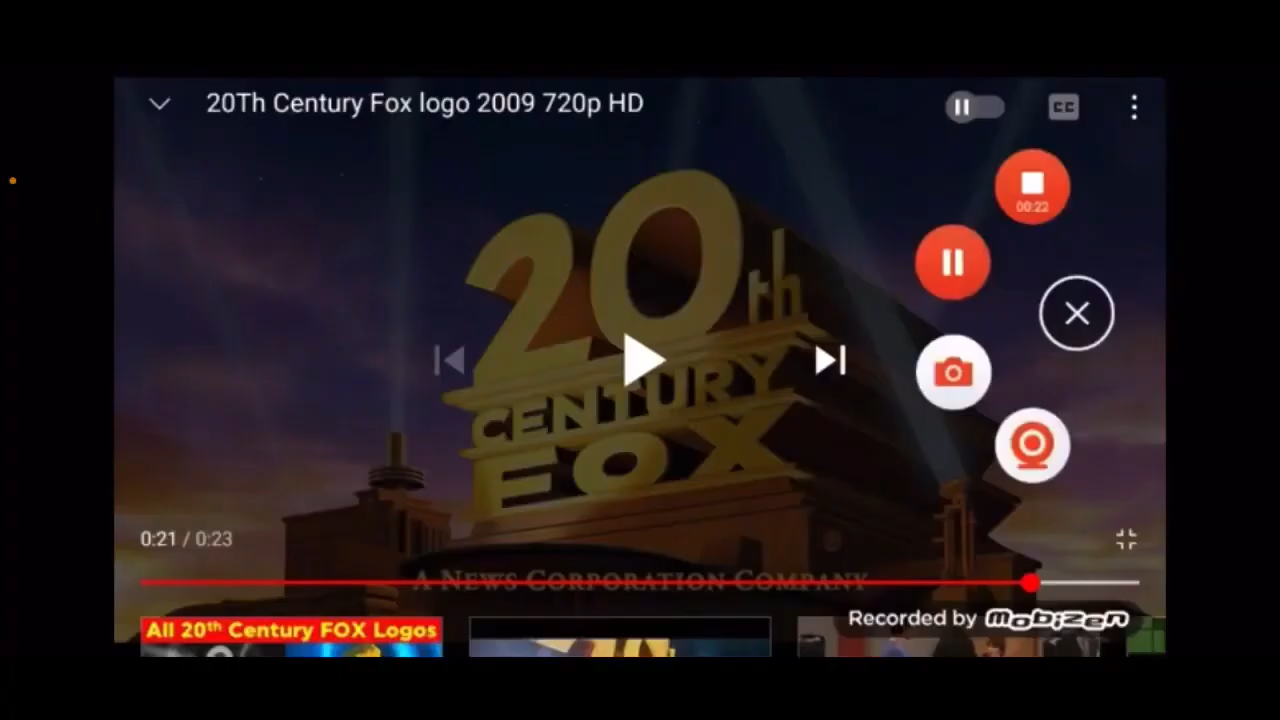 20Th Century Fox logo 2009 720p HD
CC
00:22
20th
CENTURY
FOX
0:21 / 0:23
A NEWS CORPORATION COMPANY
Recorded by mobizen
All 20th Century FOX Logos